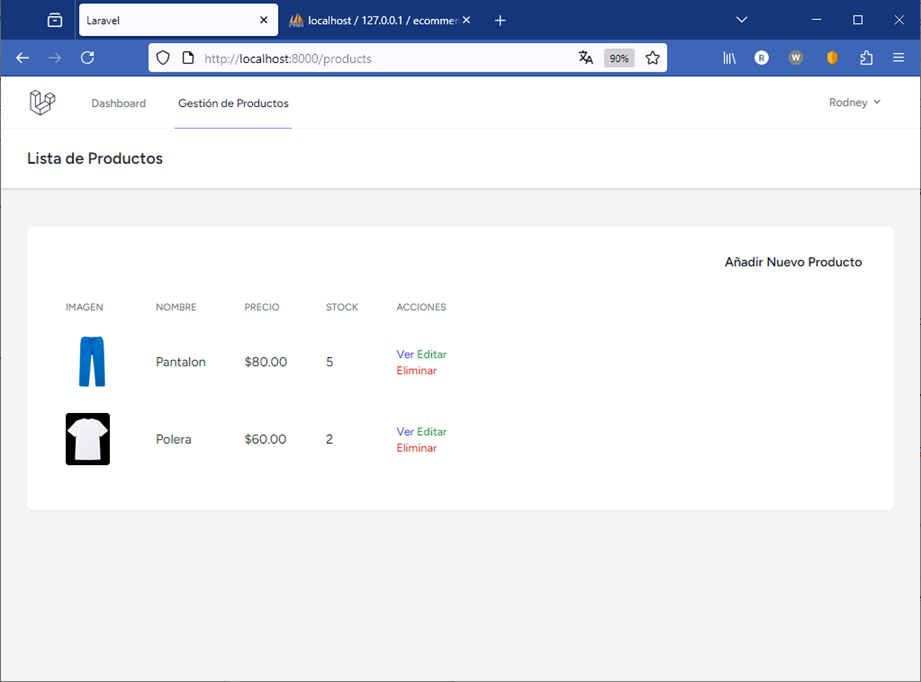 Laravel
localhost / 127.0.0.1 / ecommer
http://localhost:8000/products
90%
R
W
Dashboard
Gestión de Productos
Rodney
Lista de Productos
Añadir Nuevo Producto
IMAGEN NOMBRE PRECIO STOCK ACCIONES
Pantalon $80.00 5 Ver Editar
Eliminar
Polera $60.00 2 Ver Editar
Eliminar